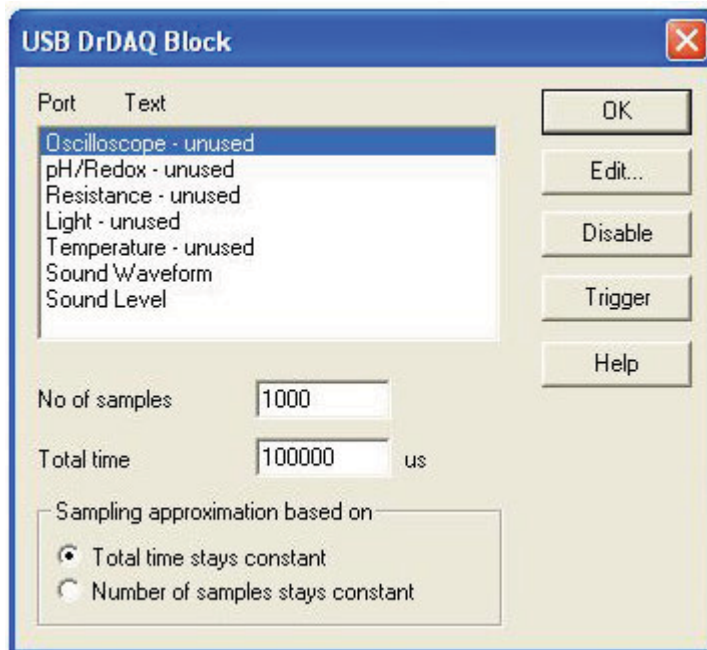 USB DrDAQ Block
Port Text
Oscilloscope - unused
pH/Redox - unused
Resistance - unused
Light - unused
Temperature - unused
Sound Waveform
Sound Level
OK
Edit...
Disable
Trigger
Help
No of samples 1000
Total time 100000 us
Sampling approximation based on
Total time stays constant
Number of samples stays constant